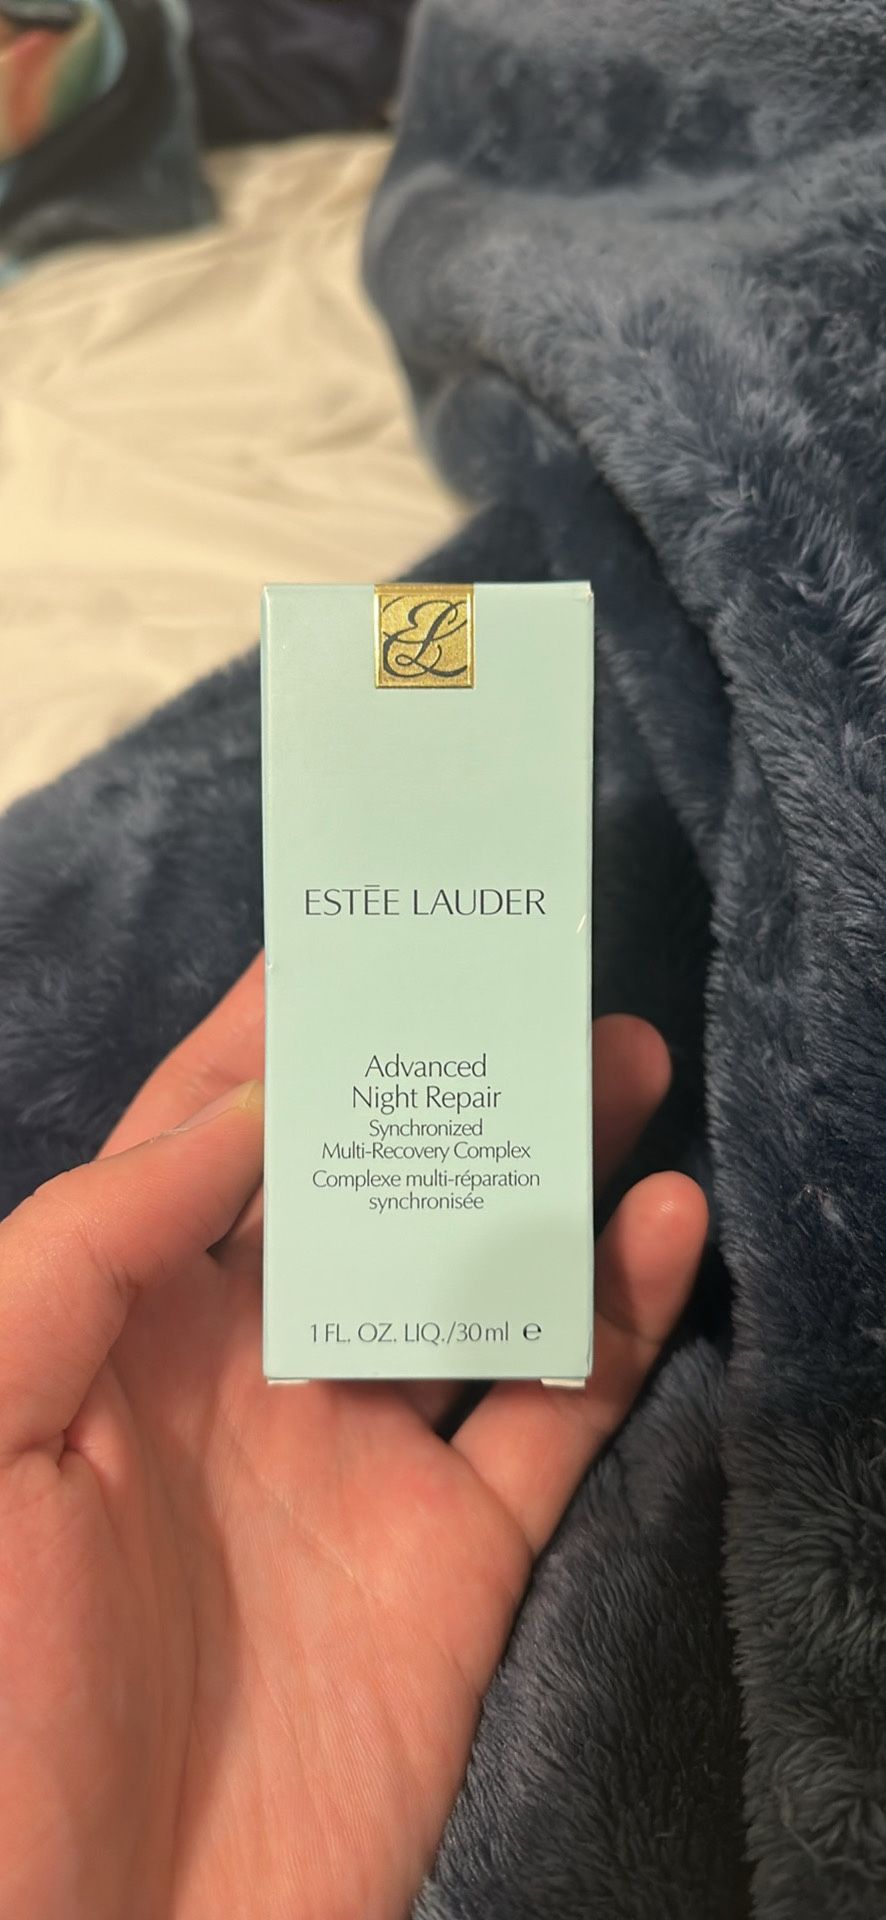 EL
ESTĒE LAUDER
Advanced
Night Repair
Synchronized
Multi-Recovery Complex
Complexe multi-réparation
synchronisée
1 FL. OZ. LIQ./30ml ℮